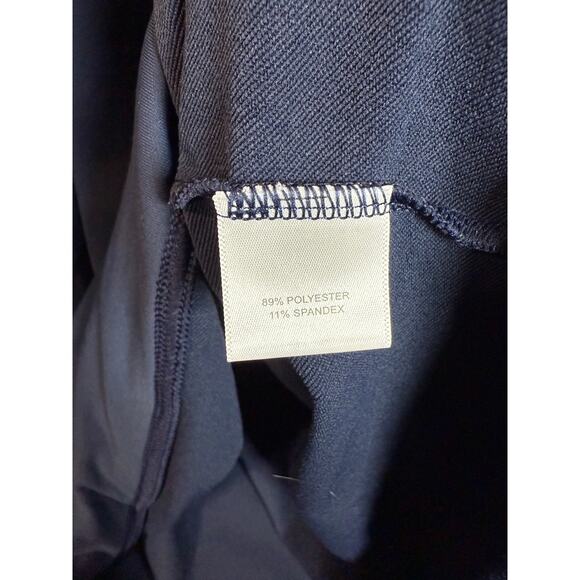 89% POLYESTER
11% SPANDEX